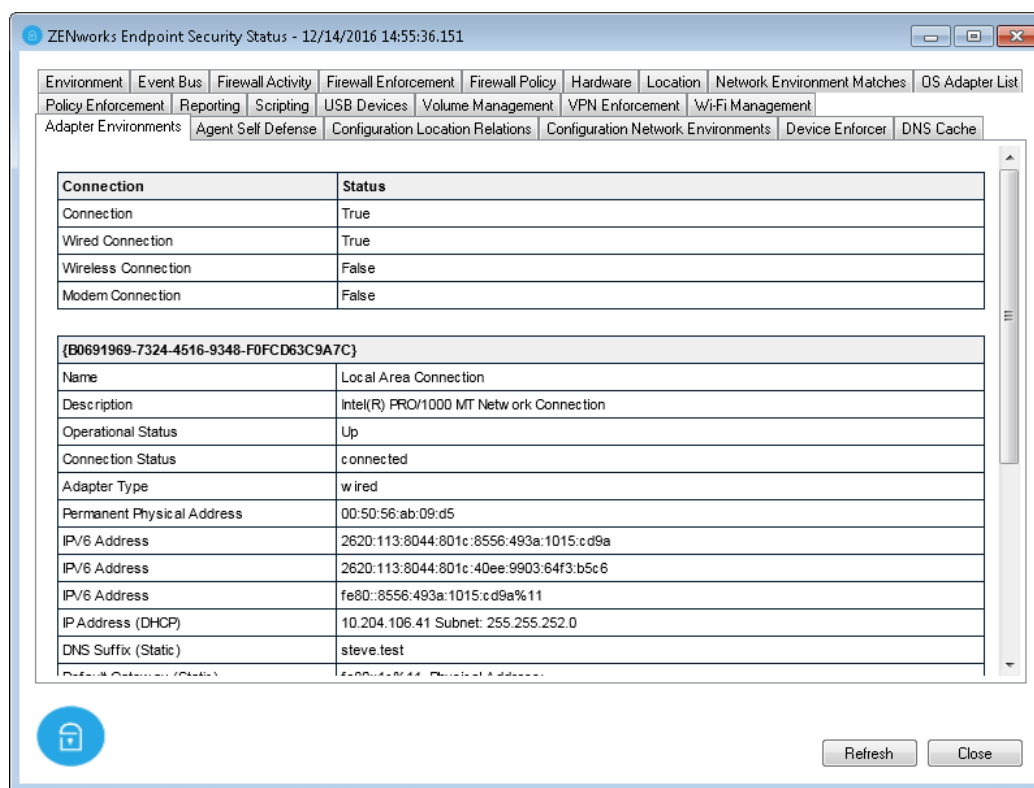 ZENworks Endpoint Security Status - 12/14/2016 14:55:36.151
Environment Event Bus Firewall Activity Firewall Enforcement Firewall Policy Hardware Location Network Environment Matches OS Adapter List
Policy Enforcement Reporting Scripting USB Devices Volume Management VPN Enforcement Wi-Fi Management
Adapter Environments Agent Self Defense Configuration Location Relations Configuration Network Environments Device Enforcer DNS Cache
Connection Status
Connection True
Wired Connection True
Wireless Connection False
Modem Connection False
{B0691969-7324-4516-9348-F0FCD63C9A7C}
Name Local Area Connection
Description Intel(R) PRO/1000 MT Network Connection
Operational Status Up
Connection Status connected
Adapter Type wired
Permanent Physical Address 00:50:56:ab:09:d5
IPV6 Address 2620:113:8044:801c:8556:493a:1015:cd9a
IPV6 Address 2620:113:8044:801c:40ee:9903:64f3:b5c6
IPV6 Address fe80::8556:493a:1015:cd9a%11
IP Address (DHCP) 10.204.106.41 Subnet: 255.255.252.0
DNS Suffix (Static) steve.test
Default Gateway (Static)
Refresh Close